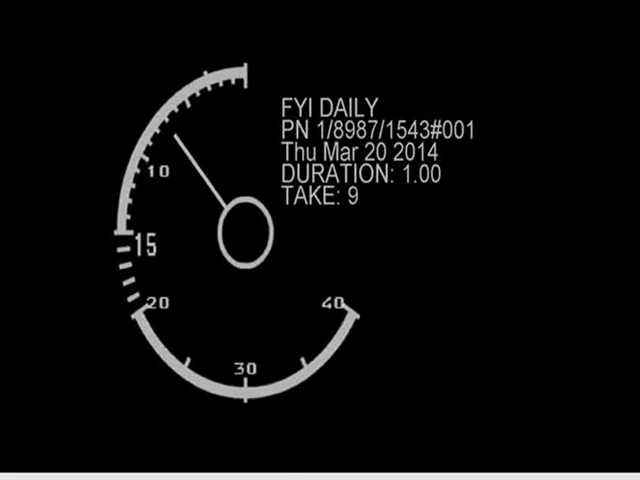 FYI DAILY
PN 1/8987/1543#001
Thu Mar 20 2014
DURATION: 1.00
TAKE: 9
10
15
20
40
30